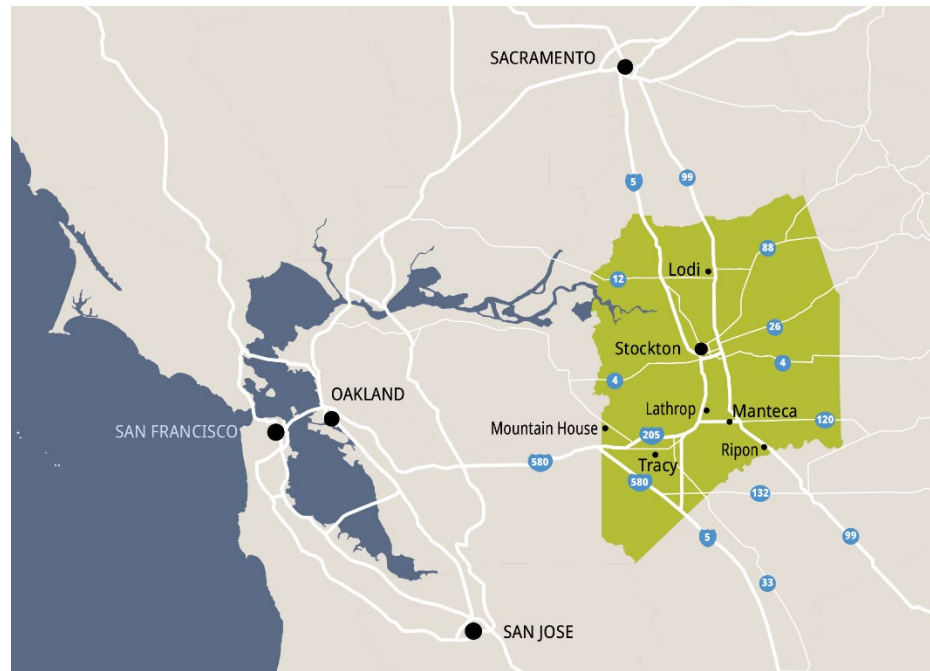 SACRAMENTO
5
99
88
Lodi
12
26
Stockton
4
4
OAKLAND
Lathrop
Manteca
120
SAN FRANCISCO
Mountain House
205
Ripon
580
Tracy
580
132
5
99
33
SAN JOSE